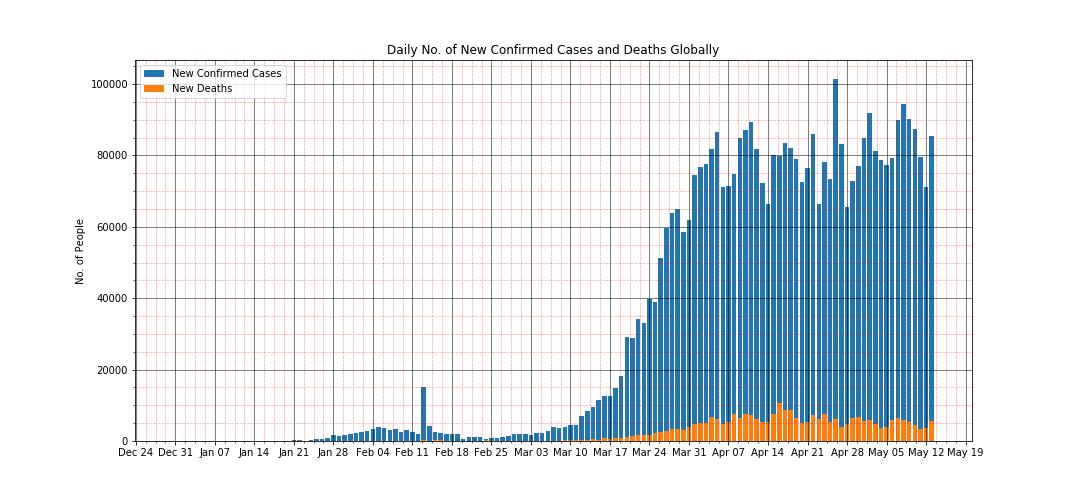 Daily No. of New Confirmed Cases and Deaths Globally
New Confirmed Cases
New Deaths
No. of People
100000
80000
60000
40000
20000
0
Dec 24 Dec 31 Jan 07 Jan 14 Jan 21 Jan 28 Feb 04 Feb 11 Feb 18 Feb 25 Mar 03 Mar 10 Mar 17 Mar 24 Mar 31 Apr 07 Apr 14 Apr 21 Apr 28 May 05 May 12 May 19